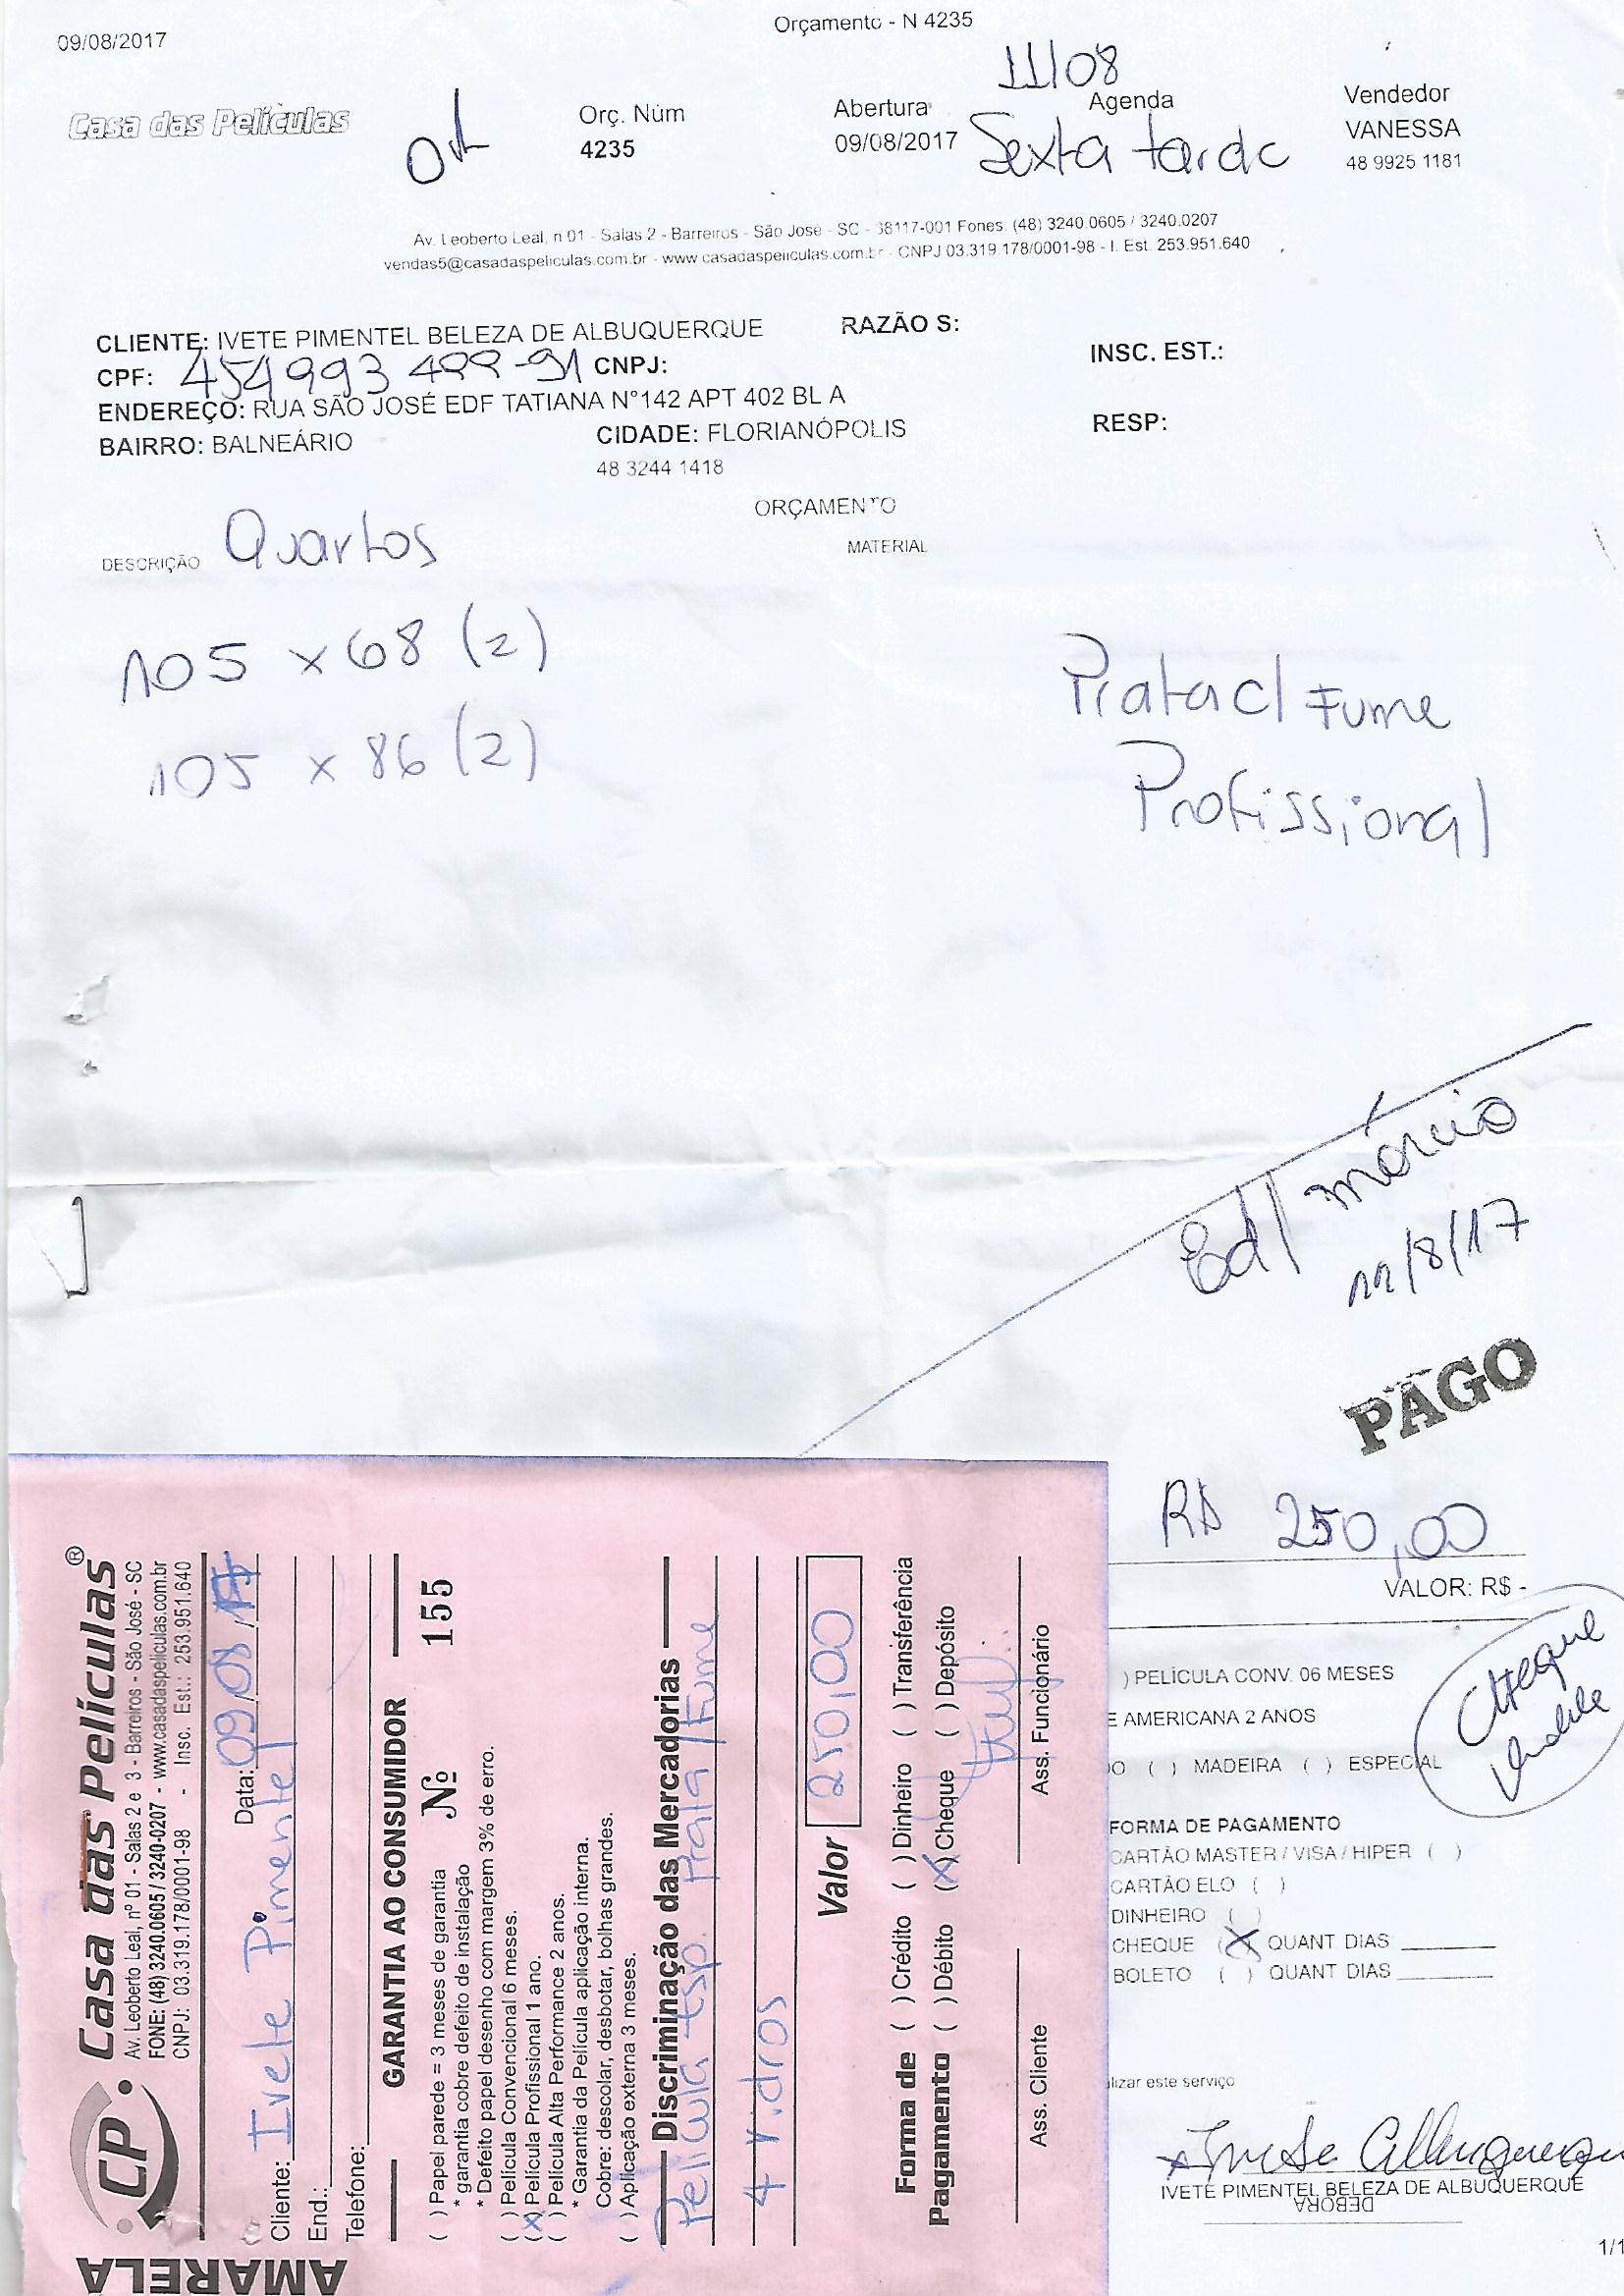 09/08/2017
Orçamento - N 4235
11/08
Casa das Películas
Orç. Núm
4235
Abertura
09/08/2017
Agenda
Sexta tarde
Vendedor
VANESSA
48 9925 1181
Av. Leoberto Leal, n 01 - Salas 2 - Barreiros - São José - SC - 88117-001 Fones: (48) 3240.0605 / 3240.0207
vendas5@casadaspeliculas.com.br - www.casadaspeliculas.com.br - CNPJ 03.319.178/0001-98 - I. Est. 253.951.640
CLIENTE: IVETE PIMENTEL BELEZA DE ALBUQUERQUE
RAZÃO S:
CPF: 454993499-91 CNPJ:
INSC. EST.:
ENDEREÇO: RUA SÃO JOSÉ EDF TATIANA N°142 APT 402 BL A
BAIRRO: BALNEÁRIO
CIDADE: FLORIANÓPOLIS
RESP:
48 3244 1418
ORÇAMENTO
DESCRIÇÃO Quartos
MATERIAL
105 x 68 (2)
105 x 86 (2)
Prata c/ Fume
Profissional
Ed/ márcio
11/8/17
PAGO
R$ 250,00
VALOR: R$ -
) PELÍCULA CONV. 06 MESES
E AMERICANA 2 ANOS
DO ( ) MADEIRA ( ) ESPECIAL
Cheque
FORMA DE PAGAMENTO
CARTÃO MASTER / VISA / HIPER ( )
CARTÃO ELO ( )
DINHEIRO ( )
CHEQUE (X) QUANT DIAS
BOLETO ( ) QUANT DIAS
lizar este serviço
Ivete Albuquerque
IVETE PIMENTEL BELEZA DE ALBUQUERQUE
DEBORA
1/1
CP
Casa das Películas®
Av. Leoberto Leal, nº 01 - Salas 2 e 3 - Barreiros - São José - SC
FONE: (48) 3240.0605 / 3240-0207 - www.casadaspeliculas.com.br
CNPJ: 03.319.178/0001-98 - Insc. Est.: 253.951.640
AMARELA
Data: 09/08/17
Cliente: Ivete Pimentel
End.:
Telefone:
GARANTIA AO CONSUMIDOR
( ) Papel parede = 3 meses de garantia
Nº 155
* garantia cobre defeito de instalação
* Defeito papel desenho com margem 3% de erro.
( ) Película Convencional 6 meses.
(x) Película Profissional 1 ano.
( ) Película Alta Performance 2 anos.
* Garantia da Película aplicação interna.
Cobre: descolar, desbotar, bolhas grandes.
( ) Aplicação externa 3 meses.
Discriminação das Mercadorias
Película Esp. Prata/Fume
4 vidros
Valor 250,00
Forma de Pagamento
( ) Crédito ( ) Dinheiro ( ) Transferência
( ) Débito (X) Cheque ( ) Depósito
Ass. Cliente
Ass. Funcionário